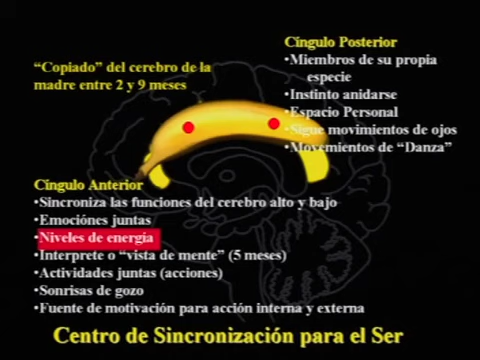 "Copiado" del cerebro de la
madre entre 2 y 9 meses
Cíngulo Posterior
•Miembros de su propia
especie
•Instinto anidarse
•Espacio Personal
•Sigue movimientos de ojos
•Movementos de "Danza"
Cíngulo Anterior
•Sincroniza las funciones del cerebro alto y bajo
•Emociónes juntas
•Niveles de energía
•Interprete o "vista de mente" (5 meses)
•Actividades juntas (acciones)
•Sonrisas de gozo
•Fuente de motivación para acción interna y externa
Centro de Sincronización para el Ser